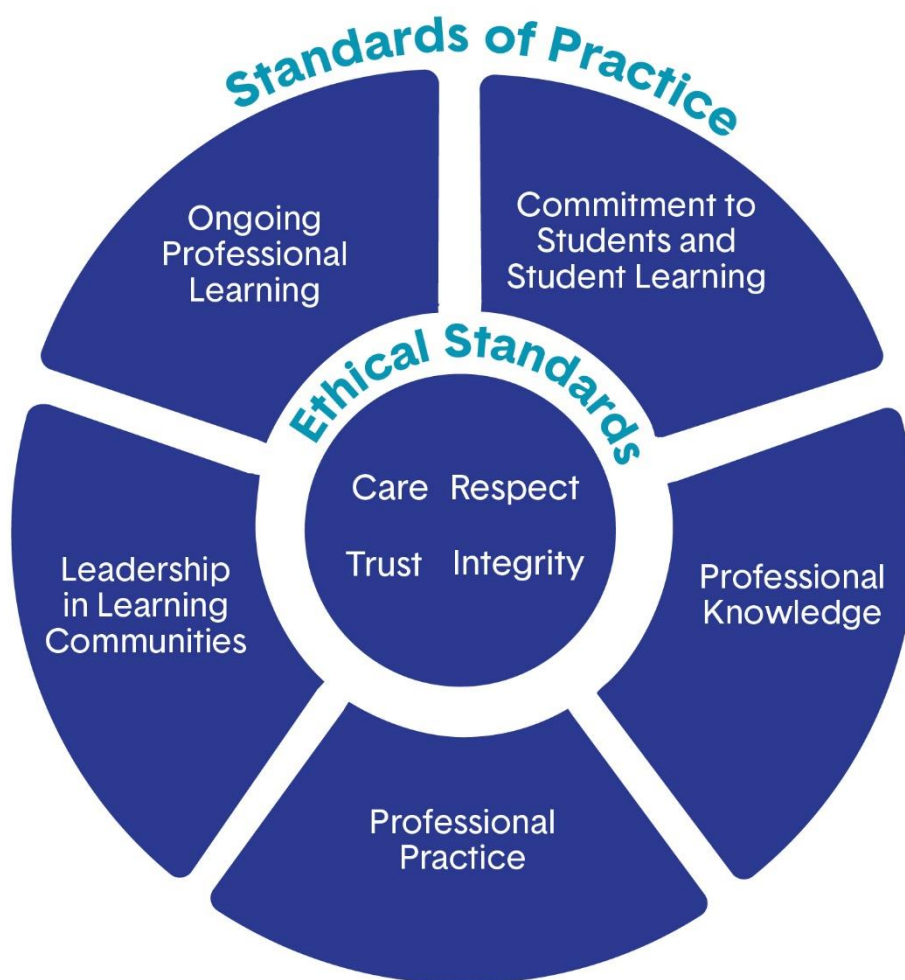 Standards of Practice
Ongoing
Professional
Learning
Commitment to
Students and
Student Learning
Ethical Standards
Care Respect
Trust Integrity
Leadership
in Learning
Communities
Professional
Knowledge
Professional
Practice